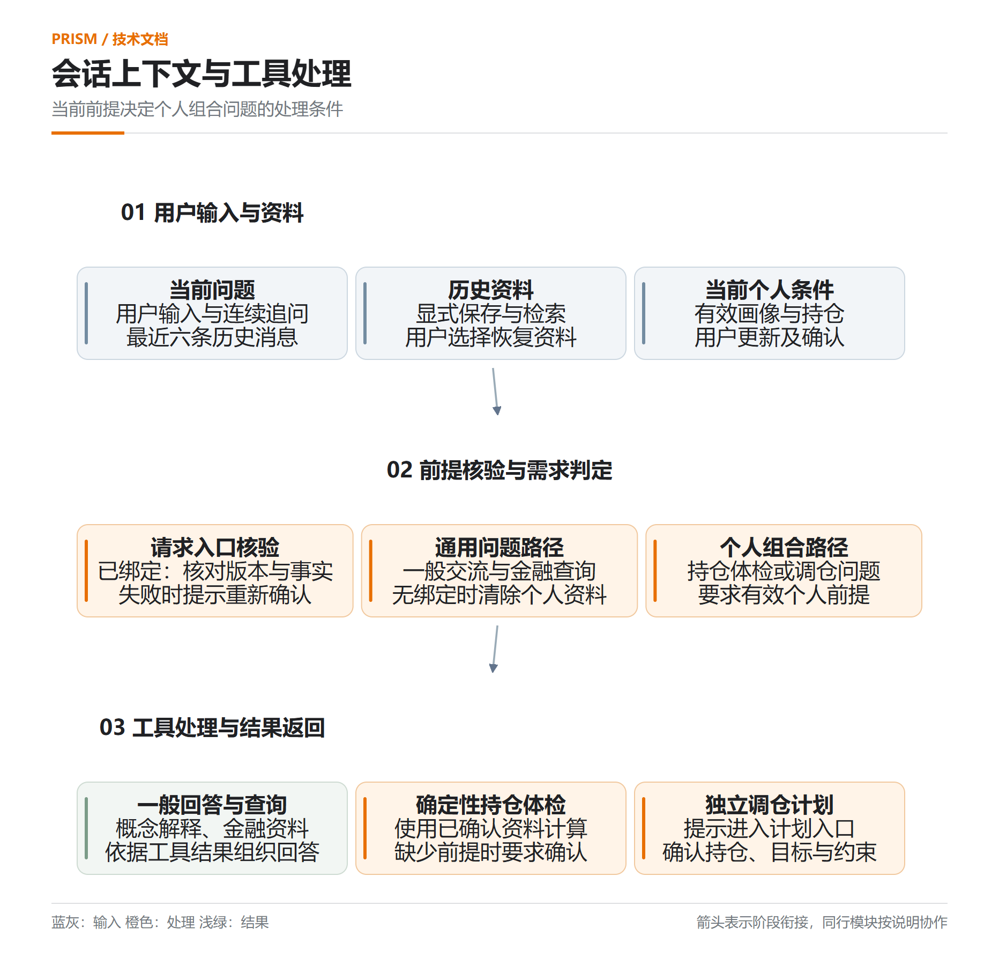 PRISM / 技术文档
会话上下文与工具处理
当前前提决定个人组合问题的处理条件
01 用户输入与资料
当前问题
用户输入与连续追问
最近六条历史消息
历史资料
显式保存与检索
用户选择恢复资料
当前个人条件
有效画像与持仓
用户更新及确认
02 前提核验与需求判定
请求入口核验
已绑定：核对版本与事实
失败时提示重新确认
通用问题路径
一般交流与金融查询
无绑定时清除个人资料
个人组合路径
持仓体检或调仓问题
要求有效个人前提
03 工具处理与结果返回
一般回答与查询
概念解释、金融资料
依据工具结果组织回答
确定性持仓体检
使用已确认资料计算
缺少前提时要求确认
独立调仓计划
提示进入计划入口
确认持仓、目标与约束
蓝灰：输入 橙色：处理 浅绿：结果
箭头表示阶段衔接，同行模块按说明协作